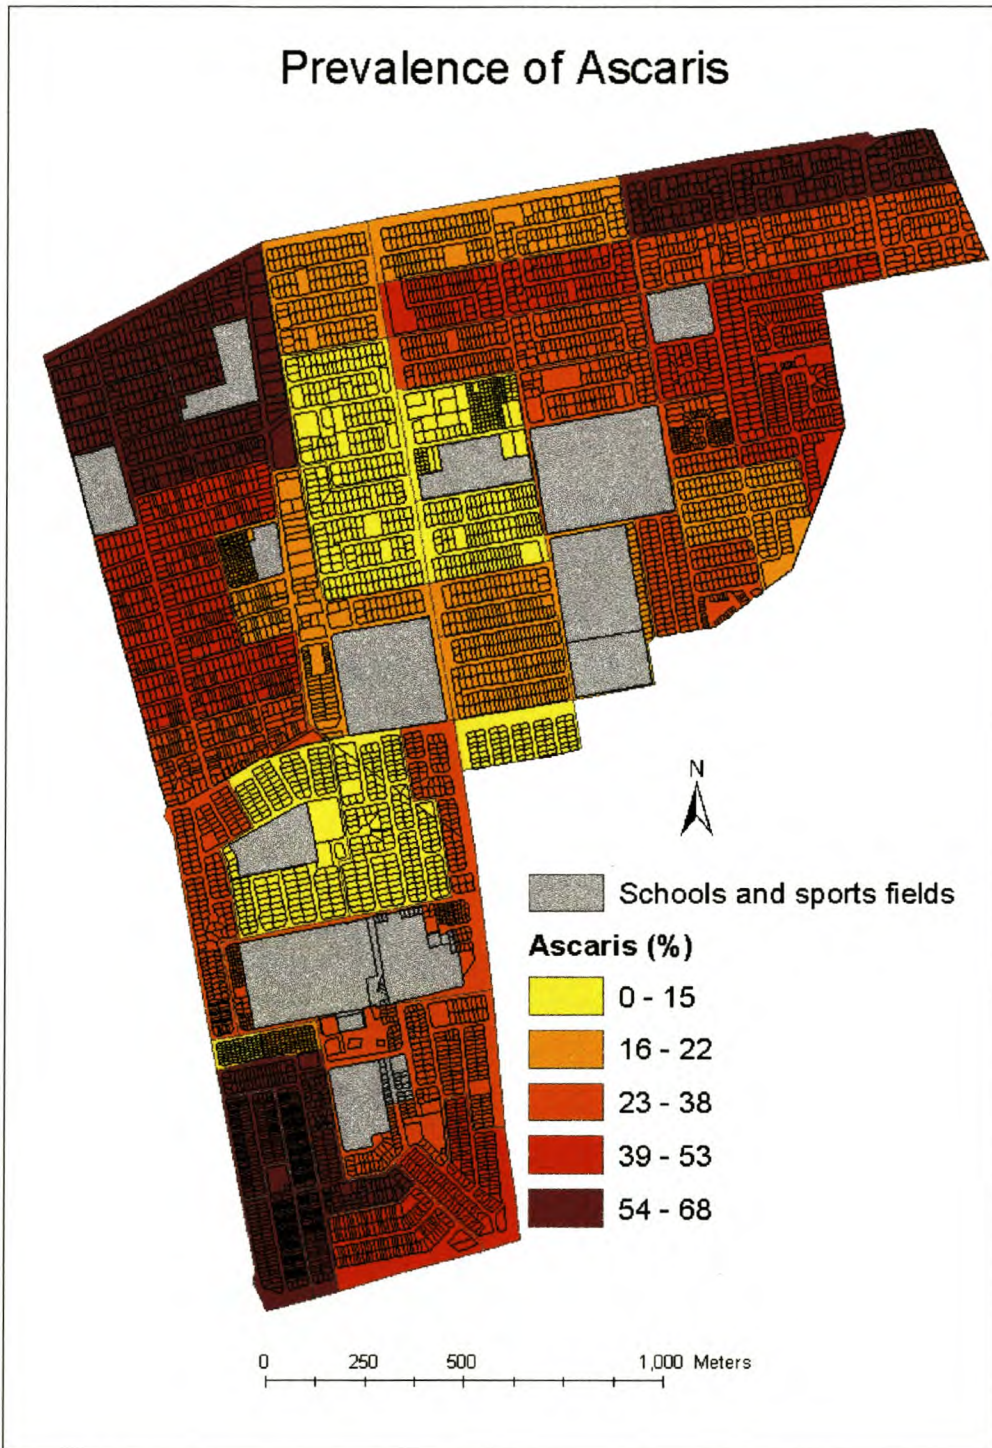 Prevalence of Ascaris
N
Schools and sports fields
Ascaris (%)
0 - 15
16 - 22
23 - 38
39 - 53
54 - 68
0 250 500 1,000 Meters